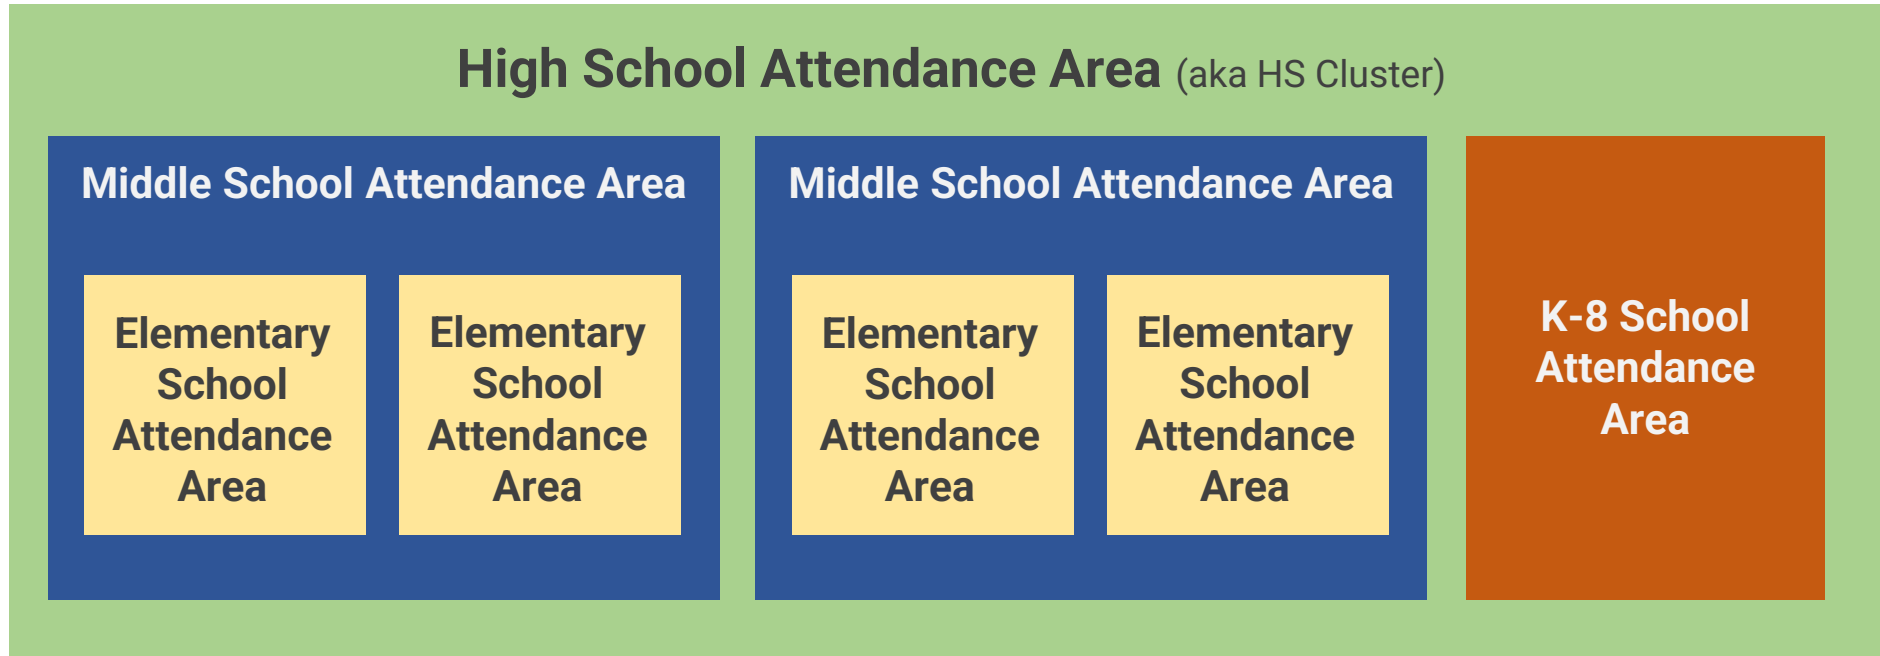 High School Attendance Area (aka HS Cluster)
Middle School Attendance Area
Elementary
School
Attendance
Area
Elementary
School
Attendance
Area
Middle School Attendance Area
Elementary
School
Attendance
Area
Elementary
School
Attendance
Area
K-8 School
Attendance
Area